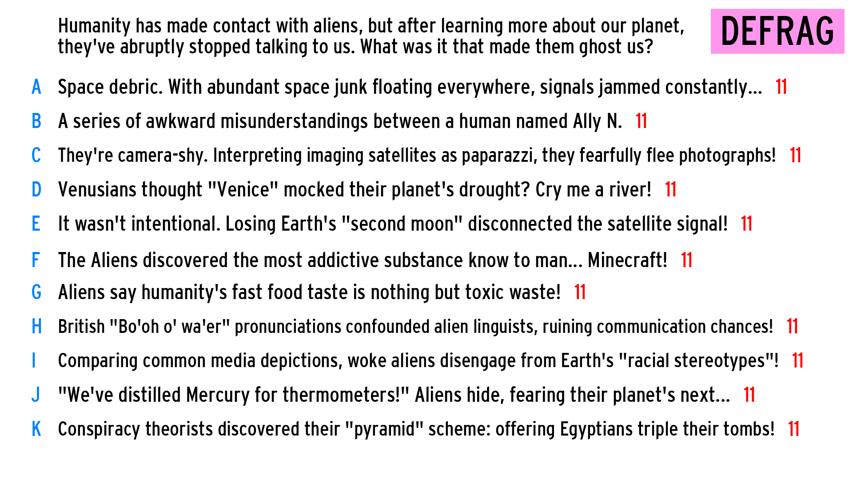 Humanity has made contact with aliens, but after learning more about our planet,
they've abruptly stopped talking to us. What was it that made them ghost us?
DEFRAG
A Space debric. With abundant space junk floating everywhere, signals jammed constantly... 11
B A series of awkward misunderstandings between a human named Ally N. 11
C They're camera-shy. Interpreting imaging satellites as paparazzi, they fearfully flee photographs! 11
D Venusians thought "Venice" mocked their planet's drought? Cry me a river! 11
E It wasn't intentional. Losing Earth's "second moon" disconnected the satellite signal! 11
F The Aliens discovered the most addictive substance know to man... Minecraft! 11
G Aliens say humanity's fast food taste is nothing but toxic waste! 11
H British "Bo'oh o' wa'er" pronunciations confounded alien linguists, ruining communication chances! 11
I Comparing common media depictions, woke aliens disengage from Earth's "racial stereotypes"! 11
J "We've distilled Mercury for thermometers!" Aliens hide, fearing their planet's next... 11
K Conspiracy theorists discovered their "pyramid" scheme: offering Egyptians triple their tombs! 11